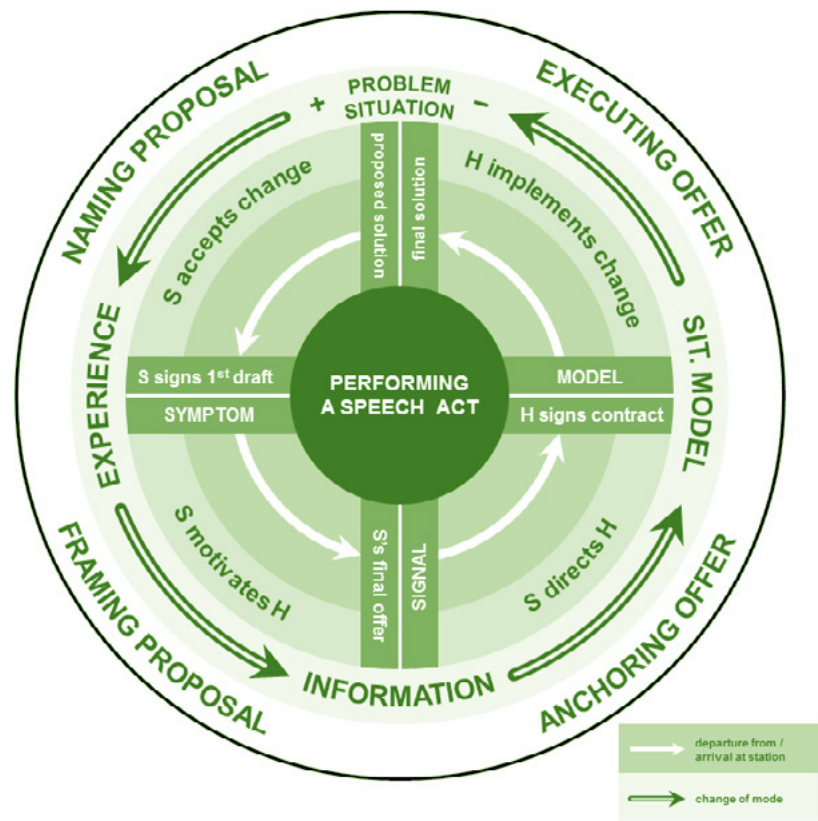 NAMING PROPOSAL
EXECUTING OFFER
+ PROBLEM –
SITUATION
S accepts change
proposed solution
final solution
H implements change
EXPERIENCE
S signs 1st draft
SYMPTOM
PERFORMING
A SPEECH ACT
MODEL
H signs contract
SIT. MODEL
S motivates H
S's final offer
SIGNAL
S directs H
FRAMING PROPOSAL
INFORMATION
ANCHORING OFFER
departure from /
arrival at station
change of mode